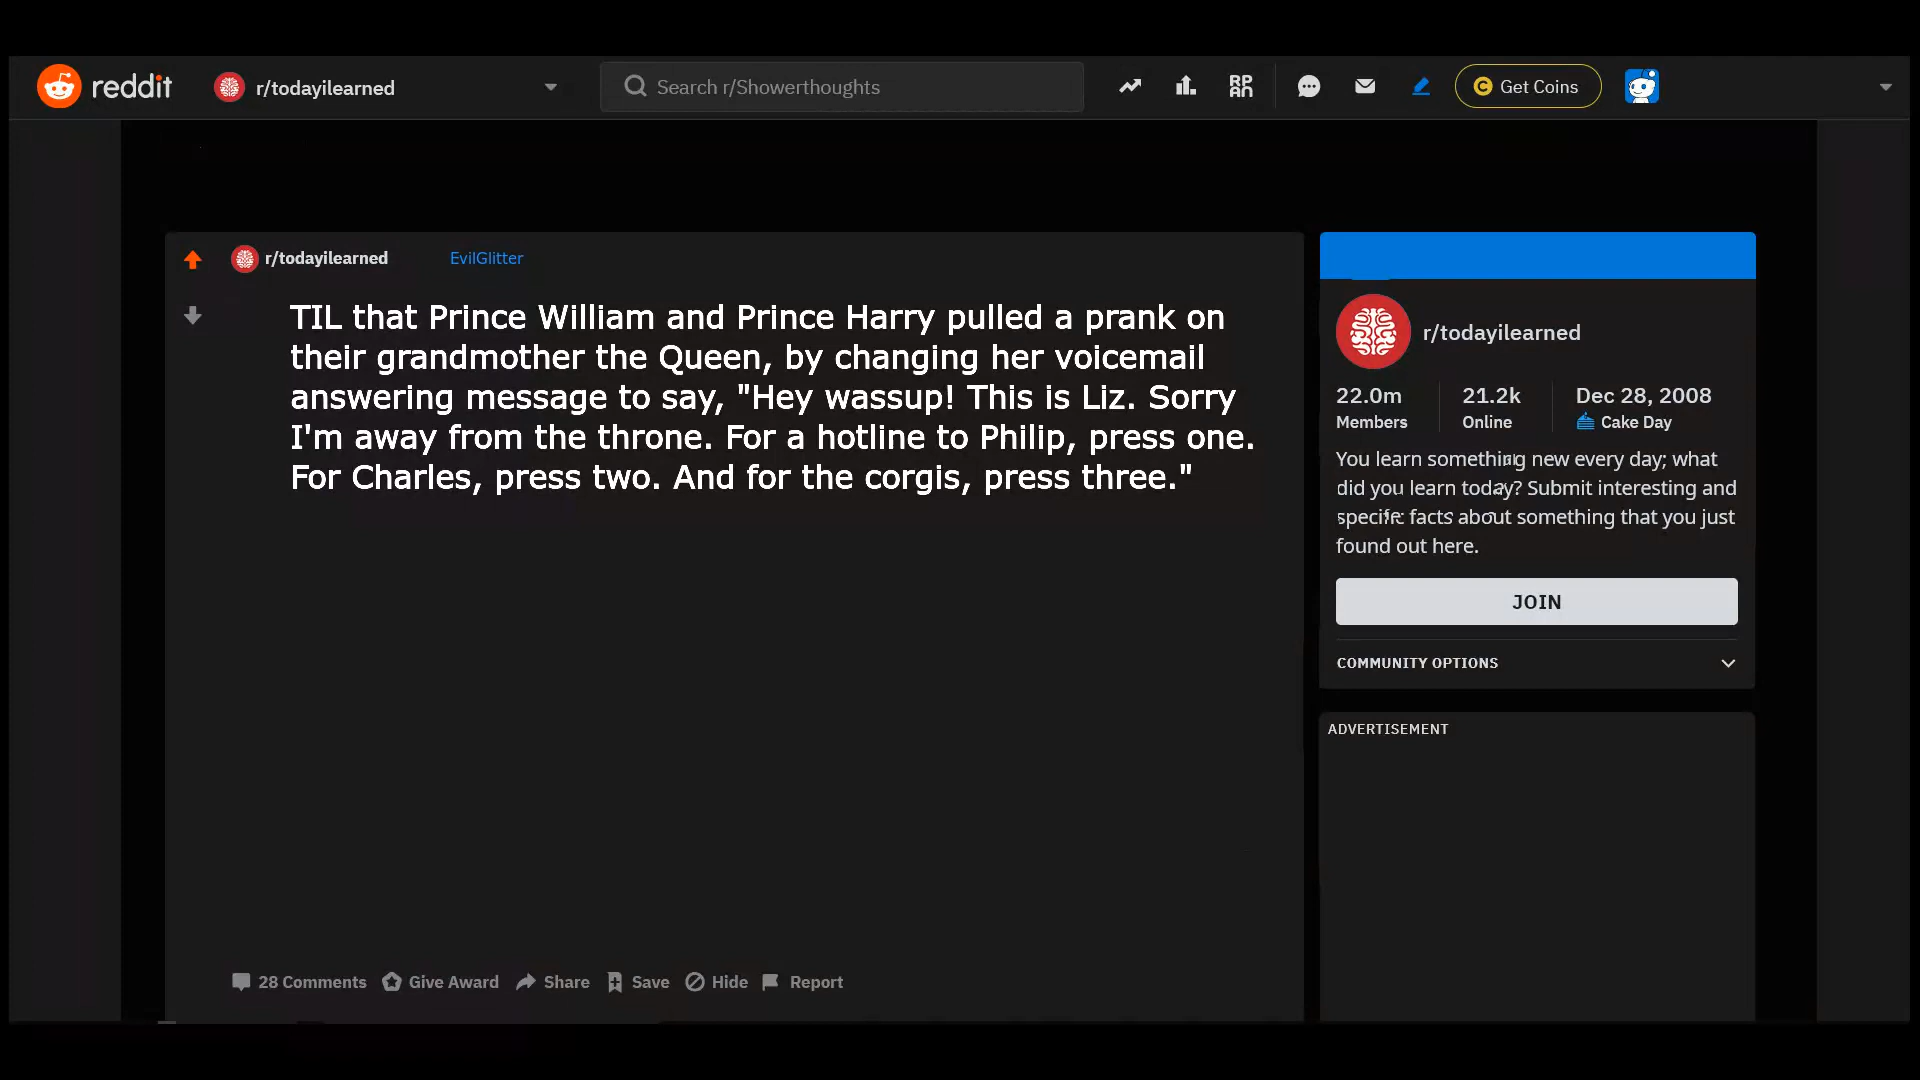 reddit
r/todayilearned
Search r/Showerthoughts
RPAN
Get Coins
r/todayilearned EvilGlitter
TIL that Prince William and Prince Harry pulled a prank on
their grandmother the Queen, by changing her voicemail
answering message to say, "Hey wassup! This is Liz. Sorry
I'm away from the throne. For a hotline to Philip, press one.
For Charles, press two. And for the corgis, press three."
28 Comments Give Award Share Save Hide Report
r/todayilearned
22.0m 21.2k Dec 28, 2008
Members Online Cake Day
You learn something new every day; what
did you learn today? Submit interesting and
specific facts about something that you just
found out here.
JOIN
COMMUNITY OPTIONS
ADVERTISEMENT